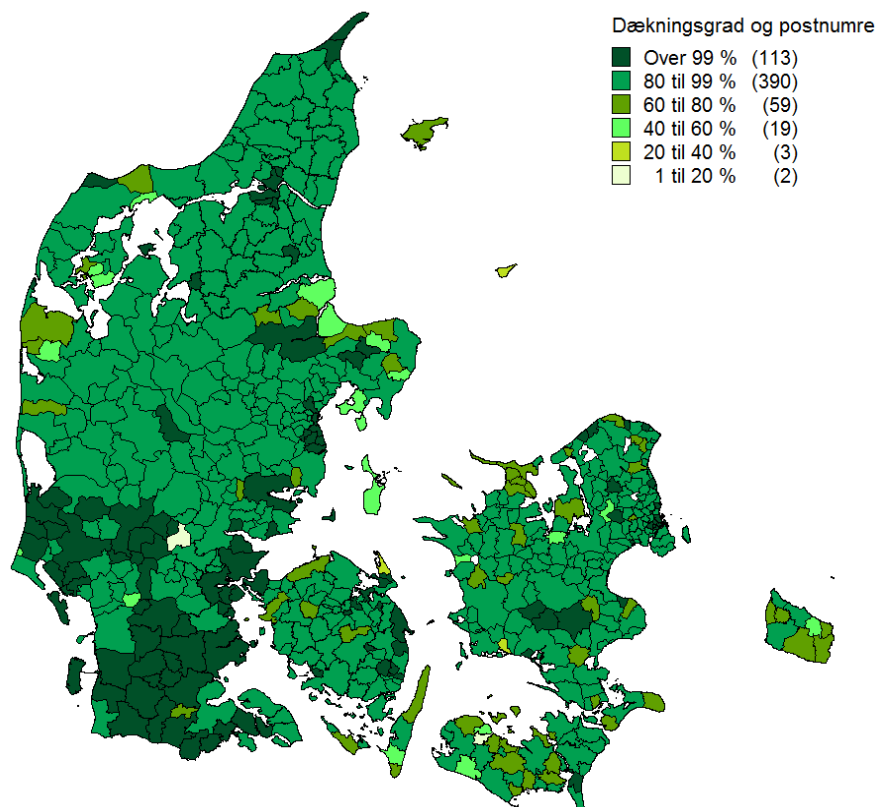 Dækningsgrad og postnumre
Over 99 % (113)
80 til 99 % (390)
60 til 80 % (59)
40 til 60 % (19)
20 til 40 % (3)
1 til 20 % (2)